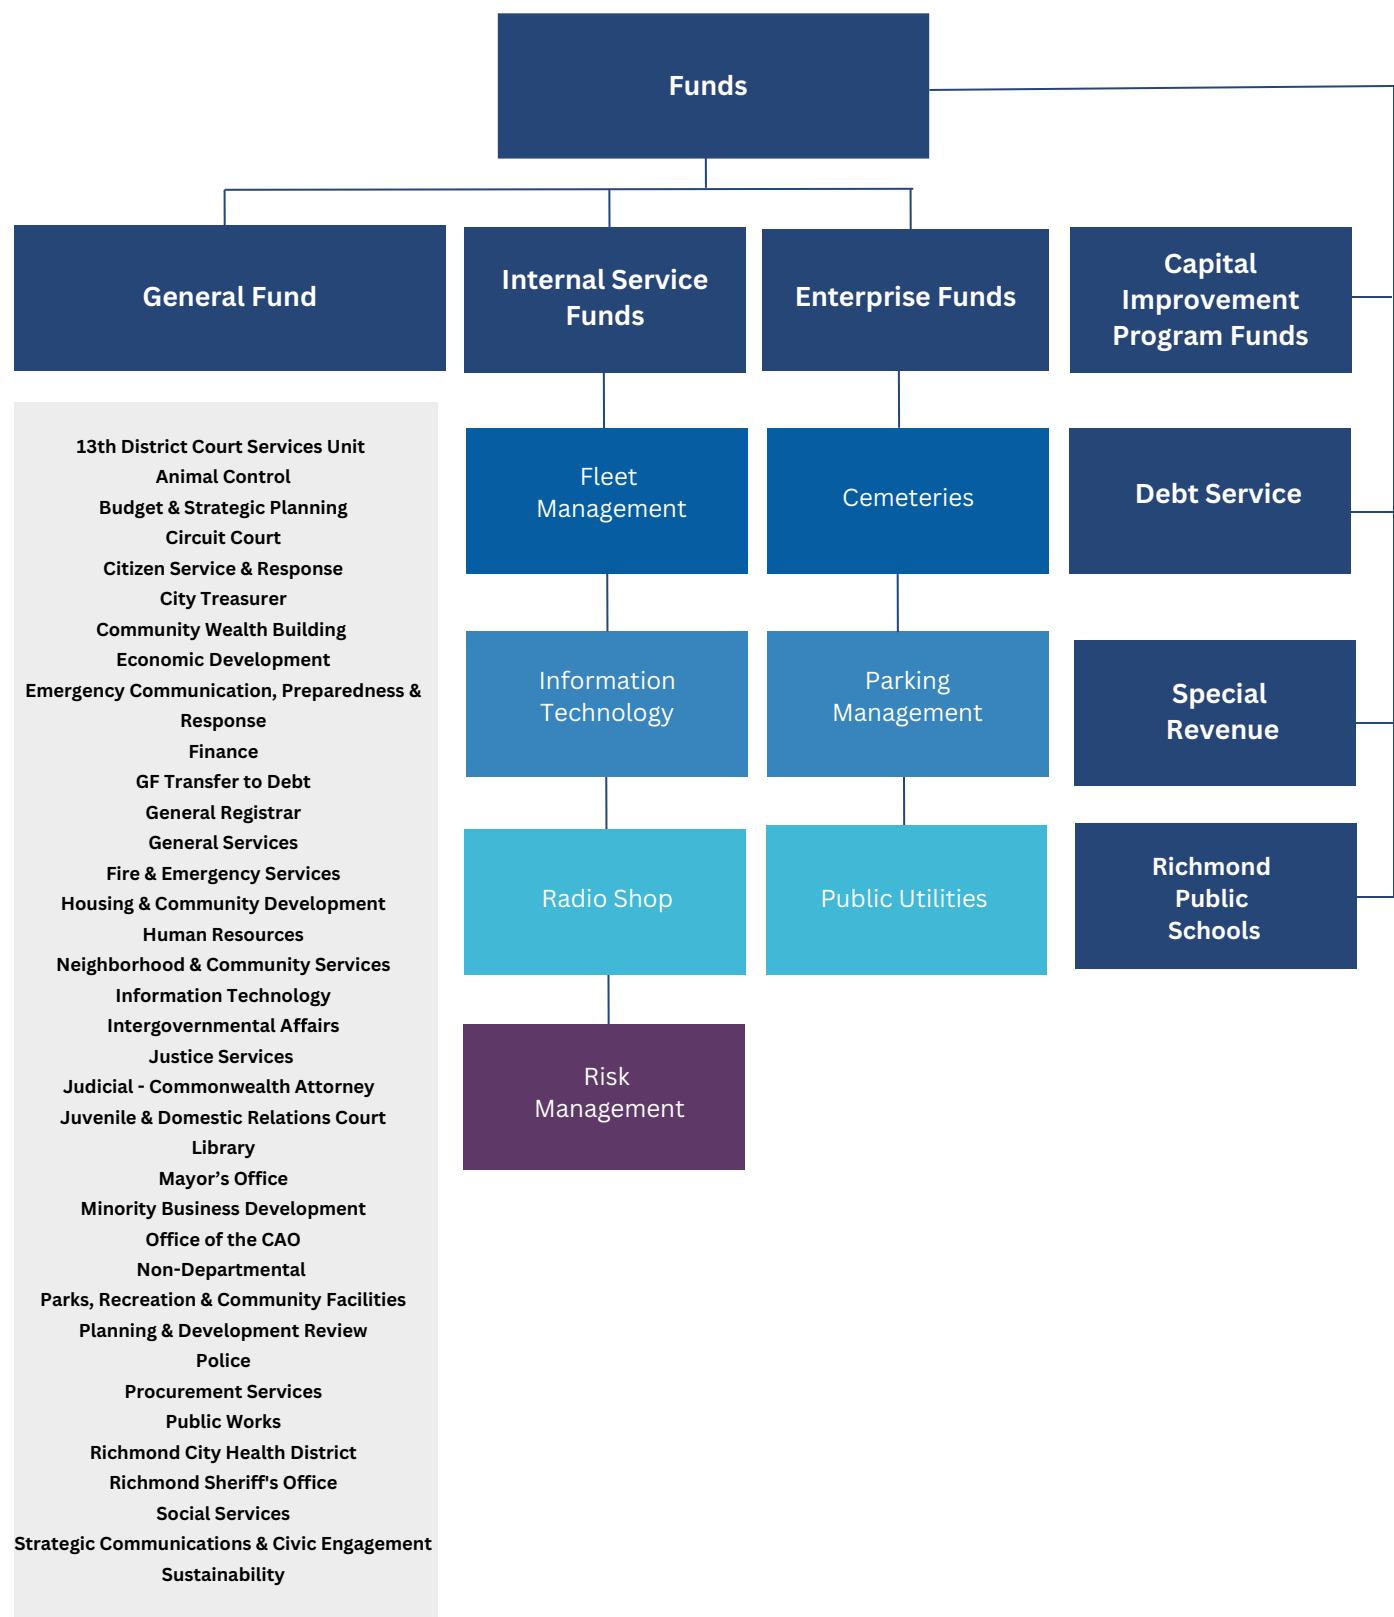 Funds
General Fund
Internal Service
Funds
Enterprise Funds
Capital
Improvement
Program Funds
13th District Court Services Unit
Animal Control
Budget & Strategic Planning
Circuit Court
Citizen Service & Response
City Treasurer
Community Wealth Building
Economic Development
Emergency Communication, Preparedness &
Response
Finance
GF Transfer to Debt
General Registrar
General Services
Fire & Emergency Services
Housing & Community Development
Human Resources
Neighborhood & Community Services
Information Technology
Intergovernmental Affairs
Justice Services
Judicial - Commonwealth Attorney
Juvenile & Domestic Relations Court
Library
Mayor’s Office
Minority Business Development
Office of the CAO
Non-Departmental
Parks, Recreation & Community Facilities
Planning & Development Review
Police
Procurement Services
Public Works
Richmond City Health District
Richmond Sheriff's Office
Social Services
Strategic Communications & Civic Engagement
Sustainability
Fleet
Management
Information
Technology
Radio Shop
Risk
Management
Cemeteries
Parking
Management
Public Utilities
Debt Service
Special
Revenue
Richmond
Public
Schools